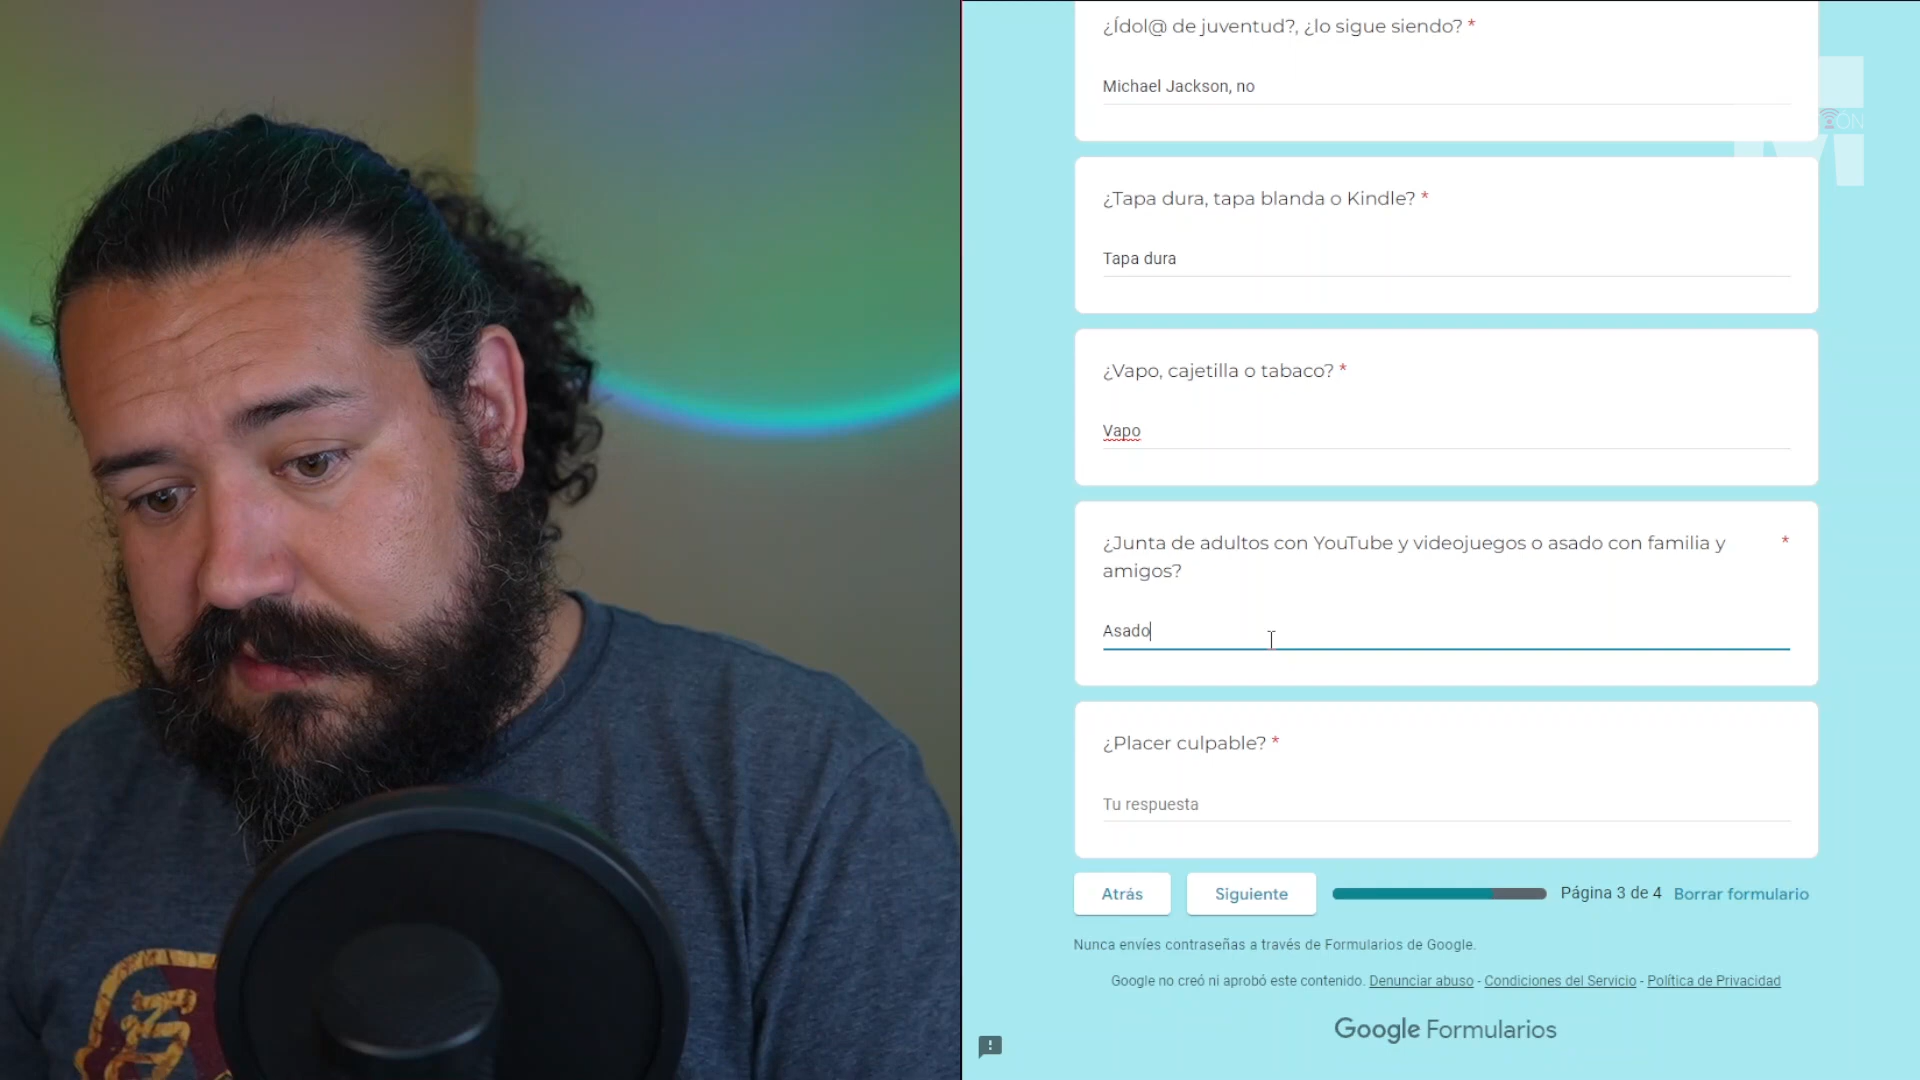 ¿Ídol@ de juventud?, ¿lo sigue siendo? *
Michael Jackson, no
¿Tapa dura, tapa blanda o Kindle? *
Tapa dura
¿Vapo, cajetilla o tabaco? *
Vapo
¿Junta de adultos con YouTube y videojuegos o asado con familia y *
amigos?
Asado
¿Placer culpable? *
Tu respuesta
Atrás
Siguiente
Página 3 de 4
Borrar formulario
Nunca envíes contraseñas a través de Formularios de Google.
Google no creó ni aprobó este contenido. Denunciar abuso - Condiciones del Servicio - Política de Privacidad
Google Formularios